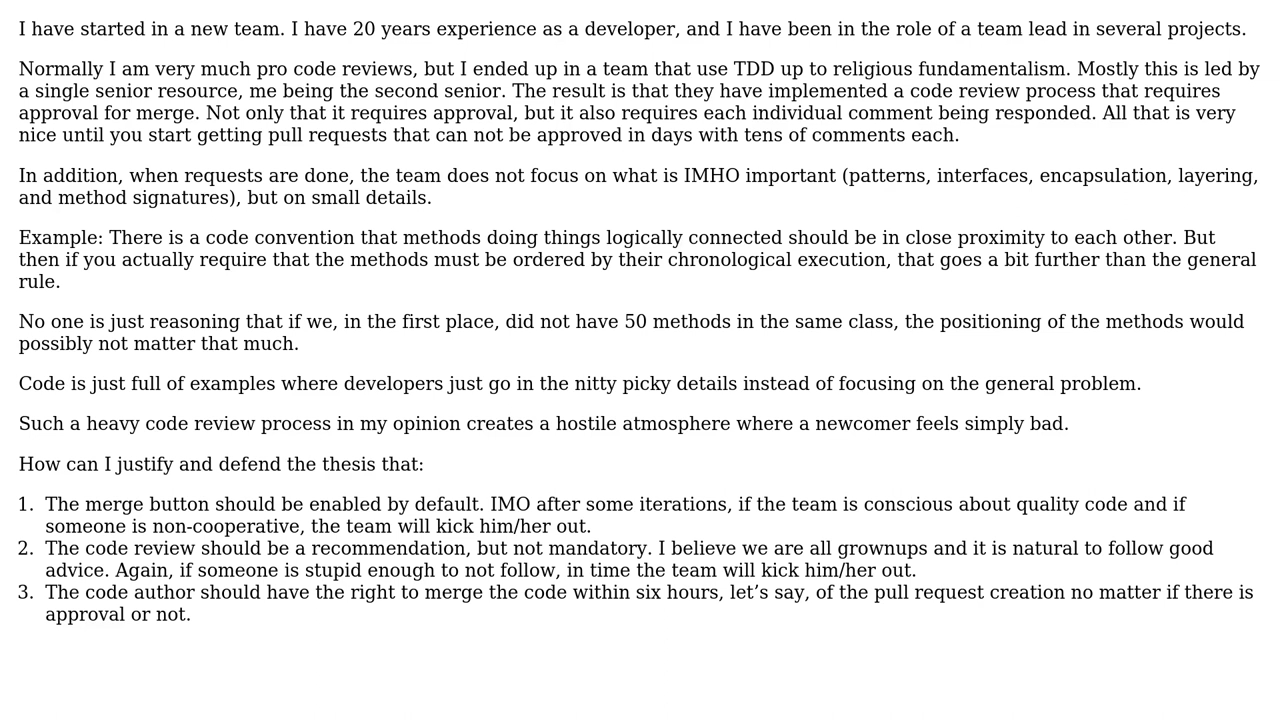 I have started in a new team. I have 20 years experience as a developer, and I have been in the role of a team lead in several projects.
Normally I am very much pro code reviews, but I ended up in a team that use TDD up to religious fundamentalism. Mostly this is led by
a single senior resource, me being the second senior. The result is that they have implemented a code review process that requires
approval for merge. Not only that it requires approval, but it also requires each individual comment being responded. All that is very
nice until you start getting pull requests that can not be approved in days with tens of comments each.
In addition, when requests are done, the team does not focus on what is IMHO important (patterns, interfaces, encapsulation, layering,
and method signatures), but on small details.
Example: There is a code convention that methods doing things logically connected should be in close proximity to each other. But
then if you actually require that the methods must be ordered by their chronological execution, that goes a bit further than the general
rule.
No one is just reasoning that if we, in the first place, did not have 50 methods in the same class, the positioning of the methods would
possibly not matter that much.
Code is just full of examples where developers just go in the nitty picky details instead of focusing on the general problem.
Such a heavy code review process in my opinion creates a hostile atmosphere where a newcomer feels simply bad.
How can I justify and defend the thesis that:
1. The merge button should be enabled by default. IMO after some iterations, if the team is conscious about quality code and if
someone is non-cooperative, the team will kick him/her out.
2. The code review should be a recommendation, but not mandatory. I believe we are all grownups and it is natural to follow good
advice. Again, if someone is stupid enough to not follow, in time the team will kick him/her out.
3. The code author should have the right to merge the code within six hours, let’s say, of the pull request creation no matter if there is
approval or not.